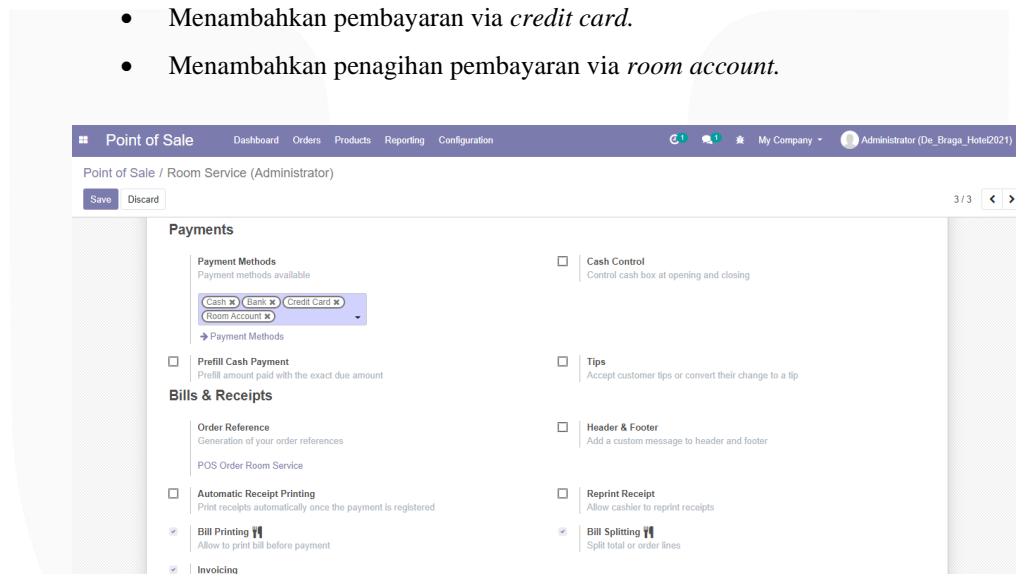 • Menambahkan pembayaran via credit card.
• Menambahkan penagihan pembayaran via room account.
Point of Sale Dashboard Orders Products Reporting Configuration 1 1 My Company Administrator (De_Braga_Hotel2021)
Point of Sale / Room Service (Administrator)
Save Discard 3 / 3
Payments
Payment Methods
Payment methods available
Cash Bank Credit Card
Room Account
Payment Methods
Cash Control
Control cash box at opening and closing
Prefill Cash Payment
Prefill amount paid with the exact due amount
Tips
Accept customer tips or convert their change to a tip
Bills & Receipts
Order Reference
Generation of your order references
POS Order Room Service
Header & Footer
Add a custom message to header and footer
Automatic Receipt Printing
Print receipts automatically once the payment is registered
Reprint Receipt
Allow cashier to reprint receipts
Bill Printing
Allow to print bill before payment
Bill Splitting
Split total or order lines
Invoicing